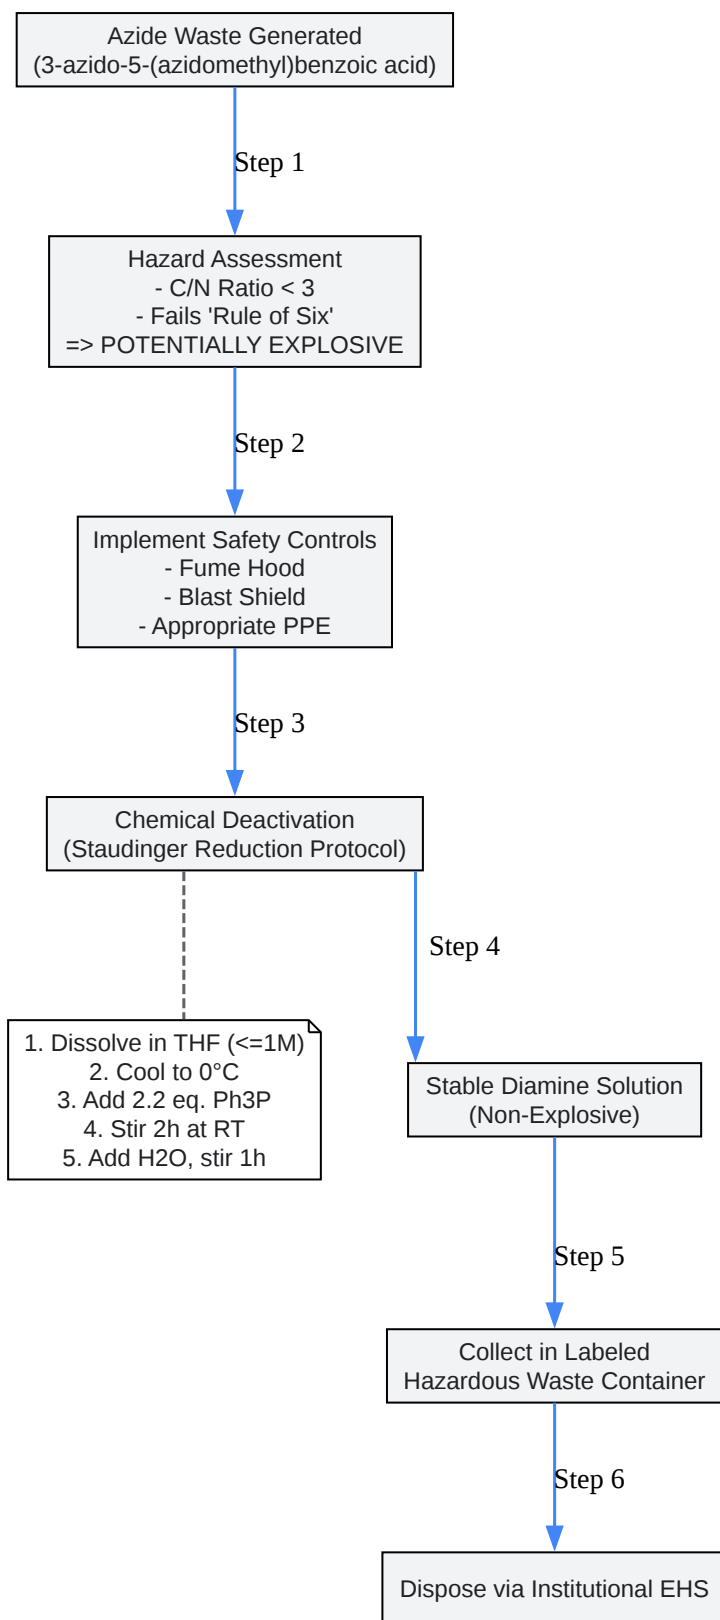 Azide Waste Generated
(3-azido-5-(azidomethyl)benzoic acid)
Step 1
Hazard Assessment
- C/N Ratio < 3
- Fails 'Rule of Six'
=> POTENTIALLY EXPLOSIVE
Step 2
Implement Safety Controls
- Fume Hood
- Blast Shield
- Appropriate PPE
Step 3
Chemical Deactivation
(Staudinger Reduction Protocol)
Step 4
1. Dissolve in THF (<=1M)
2. Cool to 0°C
3. Add 2.2 eq. Ph3P
4. Stir 2h at RT
5. Add H2O, stir 1h
Stable Diamine Solution
(Non-Explosive)
Step 5
Collect in Labeled
Hazardous Waste Container
Step 6
Dispose via Institutional EHS